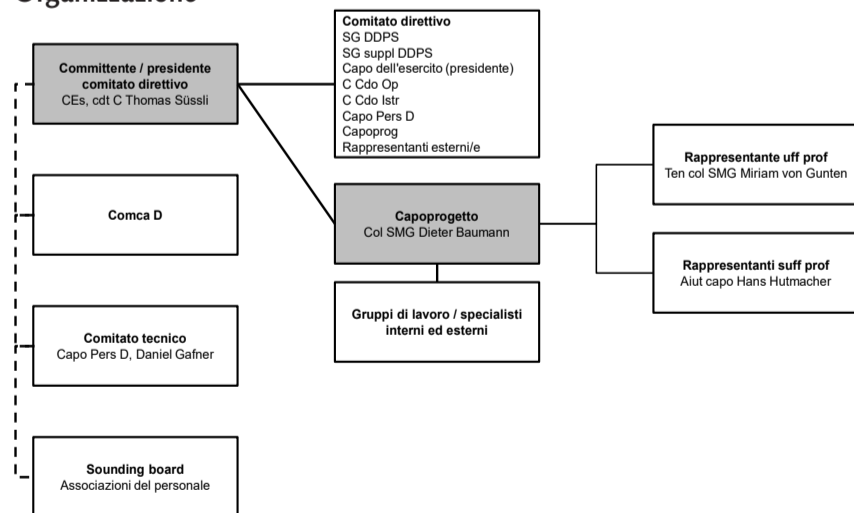 Organizzazione
Committente / presidente
comitato direttivo
CEs, cdt C Thomas Süssli
Comitato direttivo
SG DDPS
SG suppl DDPS
Capo dell'esercito (presidente)
C Cdo Op
C Cdo Istr
Capo Pers D
Capoprog
Rappresentanti esterni/e
Comca D
Capoprogetto
Col SMG Dieter Baumann
Rappresentante uff prof
Ten col SMG Miriam von Gunten
Rappresentanti suff prof
Aiut capo Hans Hutmacher
Gruppi di lavoro / specialisti
interni ed esterni
Comitato tecnico
Capo Pers D, Daniel Gafner
Sounding board
Associazioni del personale